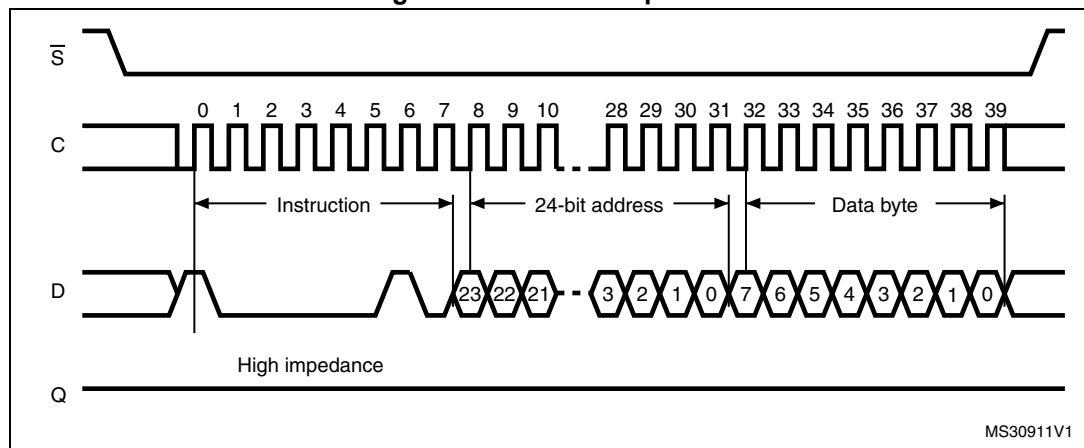 S̅
0 1 2 3 4 5 6 7 8 9 10 28 29 30 31 32 33 34 35 36 37 38 39
C
Instruction 24-bit address Data byte
D 23 22 21 3 2 1 0 7 6 5 4 3 2 1 0
High impedance
Q
MS30911V1